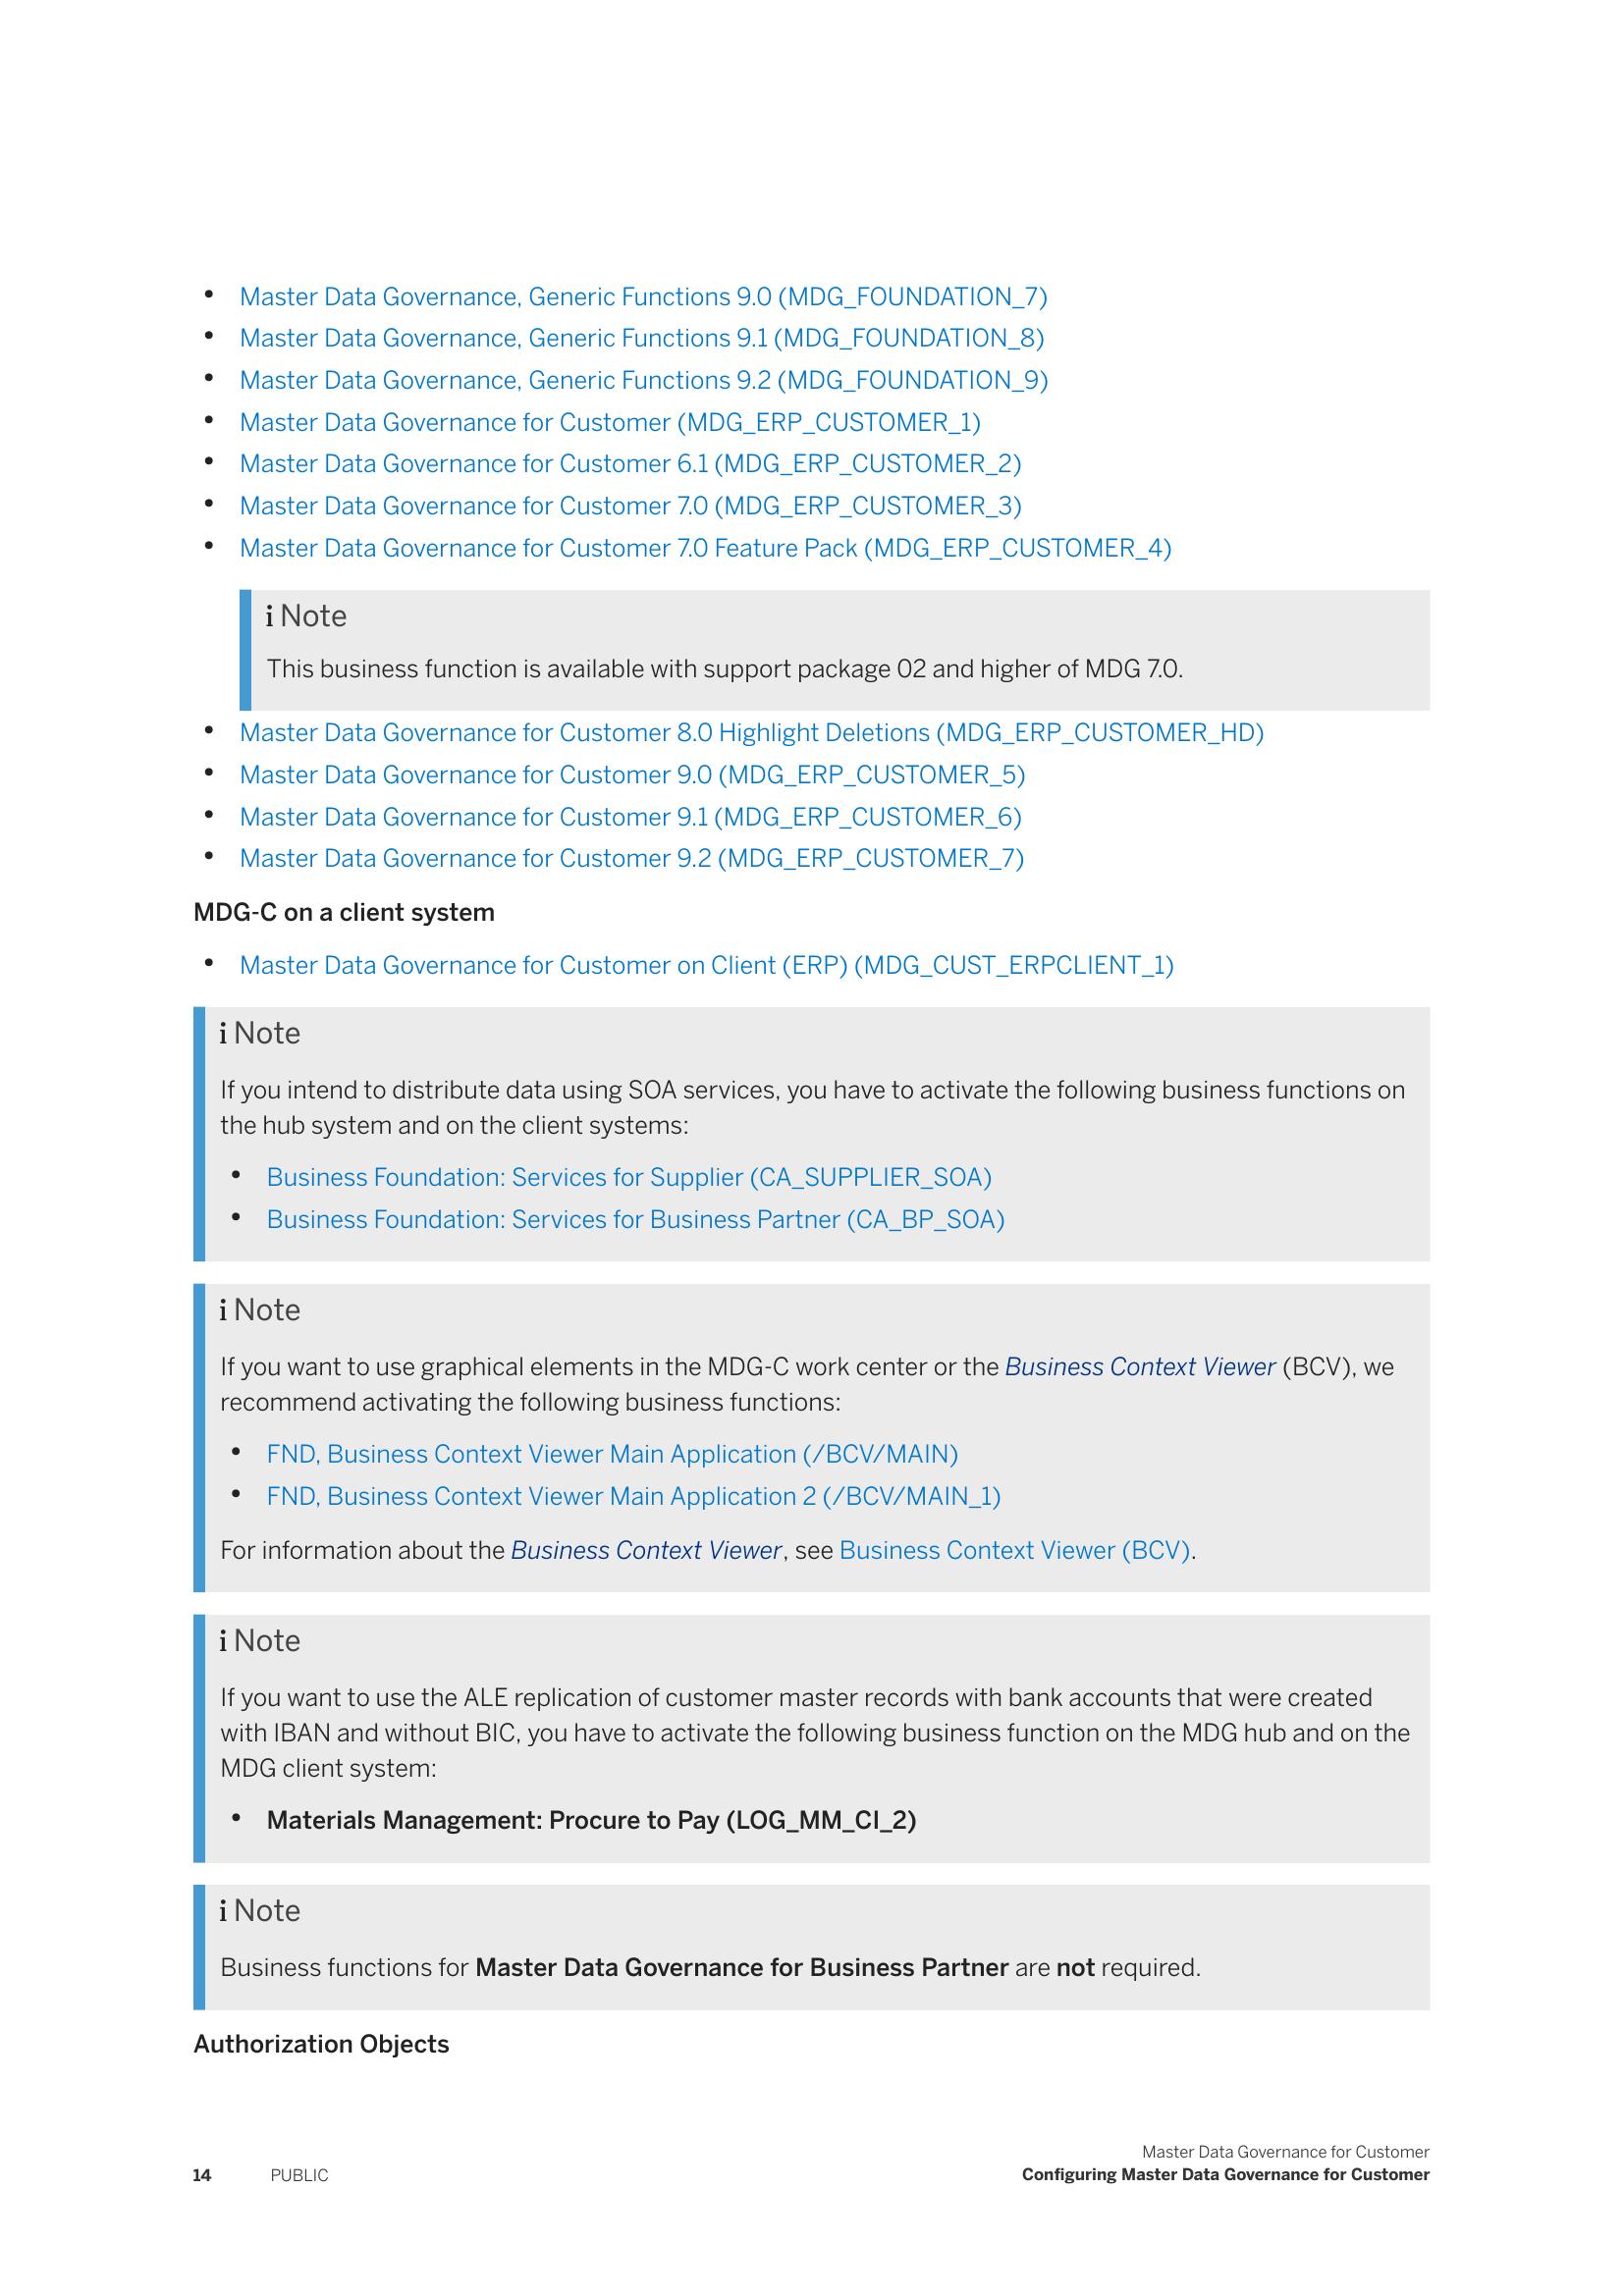 • Master Data Governance, Generic Functions 9.0 (MDG_FOUNDATION_7)
• Master Data Governance, Generic Functions 9.1 (MDG_FOUNDATION_8)
• Master Data Governance, Generic Functions 9.2 (MDG_FOUNDATION_9)
• Master Data Governance for Customer (MDG_ERP_CUSTOMER_1)
• Master Data Governance for Customer 6.1 (MDG_ERP_CUSTOMER_2)
• Master Data Governance for Customer 7.0 (MDG_ERP_CUSTOMER_3)
• Master Data Governance for Customer 7.0 Feature Pack (MDG_ERP_CUSTOMER_4)
i Note
This business function is available with support package 02 and higher of MDG 7.0.
• Master Data Governance for Customer 8.0 Highlight Deletions (MDG_ERP_CUSTOMER_HD)
• Master Data Governance for Customer 9.0 (MDG_ERP_CUSTOMER_5)
• Master Data Governance for Customer 9.1 (MDG_ERP_CUSTOMER_6)
• Master Data Governance for Customer 9.2 (MDG_ERP_CUSTOMER_7)
MDG-C on a client system
• Master Data Governance for Customer on Client (ERP) (MDG_CUST_ERPCLIENT_1)
i Note
If you intend to distribute data using SOA services, you have to activate the following business functions on
the hub system and on the client systems:
• Business Foundation: Services for Supplier (CA_SUPPLIER_SOA)
• Business Foundation: Services for Business Partner (CA_BP_SOA)
i Note
If you want to use graphical elements in the MDG-C work center or the Business Context Viewer (BCV), we
recommend activating the following business functions:
• FND, Business Context Viewer Main Application (/BCV/MAIN)
• FND, Business Context Viewer Main Application 2 (/BCV/MAIN_1)
For information about the Business Context Viewer, see Business Context Viewer (BCV).
i Note
If you want to use the ALE replication of customer master records with bank accounts that were created
with IBAN and without BIC, you have to activate the following business function on the MDG hub and on the
MDG client system:
• Materials Management: Procure to Pay (LOG_MM_CI_2)
i Note
Business functions for Master Data Governance for Business Partner are not required.
Authorization Objects
Master Data Governance for Customer
14 PUBLIC Configuring Master Data Governance for Customer